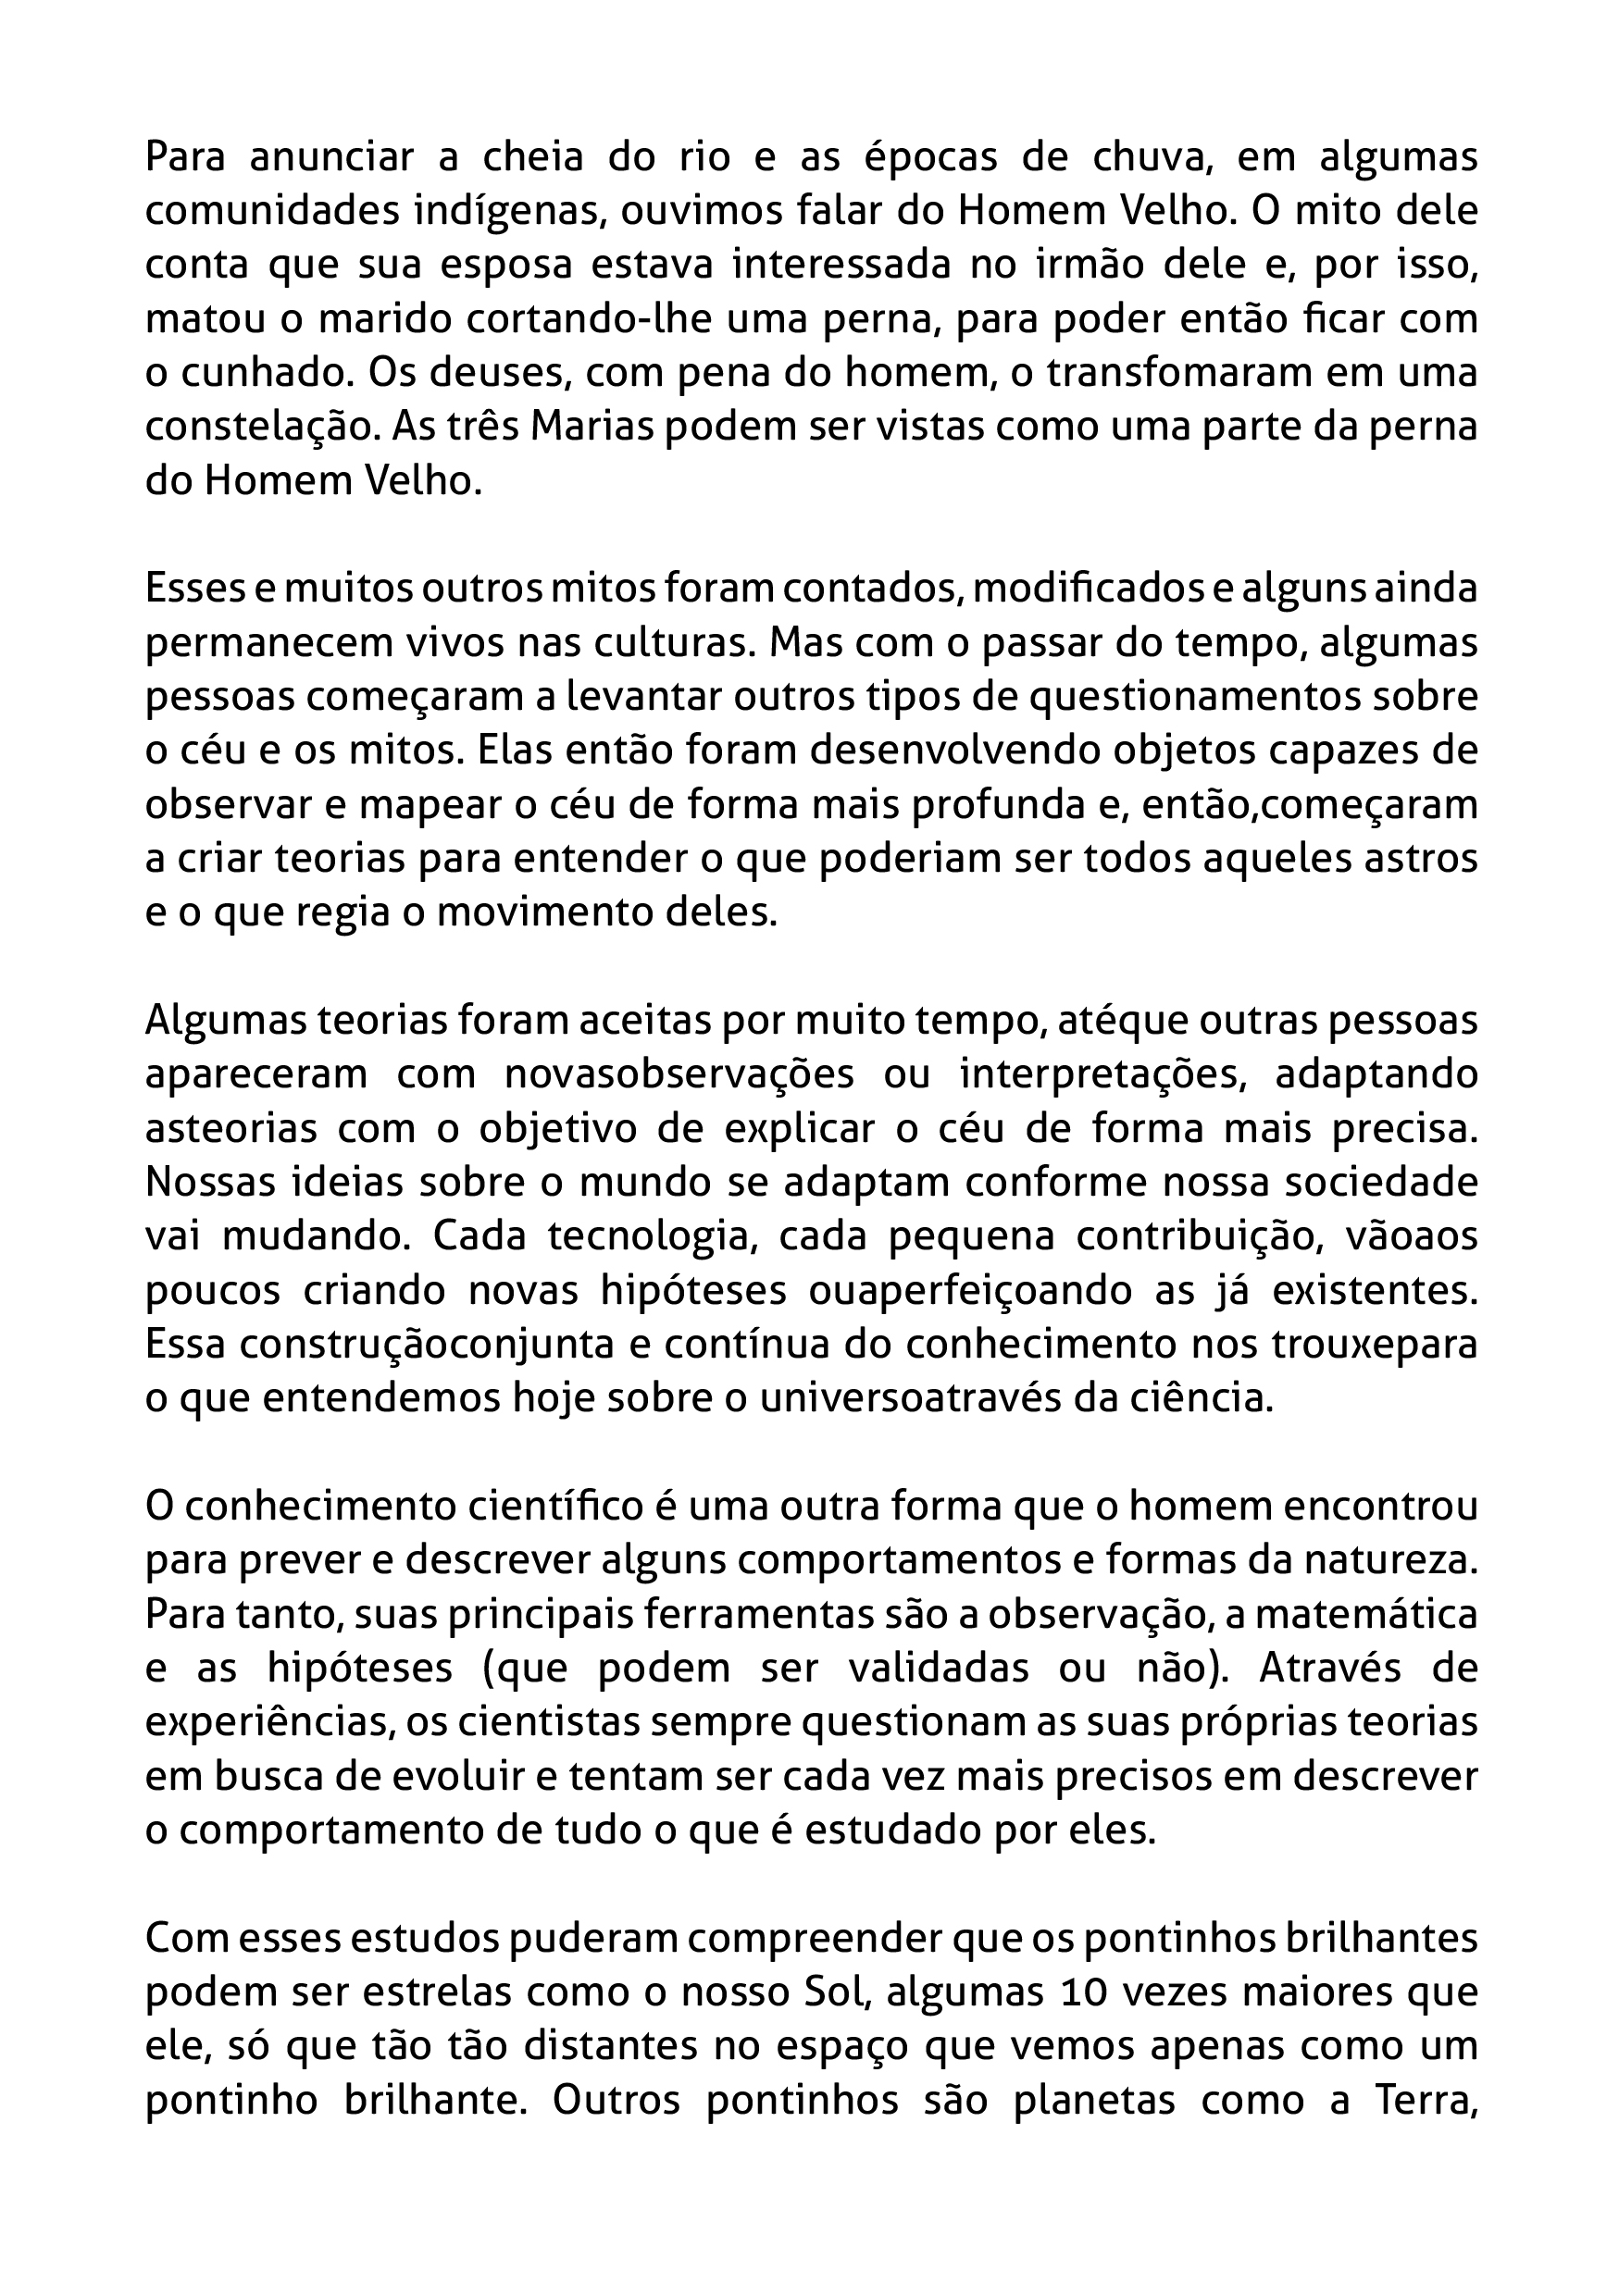 Para anunciar a cheia do rio e as épocas de chuva, em algumas
comunidades indígenas, ouvimos falar do Homem Velho. O mito dele
conta que sua esposa estava interessada no irmão dele e, por isso,
matou o marido cortando-lhe uma perna, para poder então ficar com
o cunhado. Os deuses, com pena do homem, o transfomaram em uma
constelação. As três Marias podem ser vistas como uma parte da perna
do Homem Velho.
Esses e muitos outros mitos foram contados, modificados e alguns ainda
permanecem vivos nas culturas. Mas com o passar do tempo, algumas
pessoas começaram a levantar outros tipos de questionamentos sobre
o céu e os mitos. Elas então foram desenvolvendo objetos capazes de
observar e mapear o céu de forma mais profunda e, então,começaram
a criar teorias para entender o que poderiam ser todos aqueles astros
e o que regia o movimento deles.
Algumas teorias foram aceitas por muito tempo, atéque outras pessoas
apareceram com novasobservações ou interpretações, adaptando
asteorias com o objetivo de explicar o céu de forma mais precisa.
Nossas ideias sobre o mundo se adaptam conforme nossa sociedade
vai mudando. Cada tecnologia, cada pequena contribuição, vãoaos
poucos criando novas hipóteses ouaperfeiçoando as já existentes.
Essa construçãoconjunta e contínua do conhecimento nos trouxepara
o que entendemos hoje sobre o universoatravés da ciência.
O conhecimento científico é uma outra forma que o homem encontrou
para prever e descrever alguns comportamentos e formas da natureza.
Para tanto, suas principais ferramentas são a observação, a matemática
e as hipóteses (que podem ser validadas ou não). Através de
experiências, os cientistas sempre questionam as suas próprias teorias
em busca de evoluir e tentam ser cada vez mais precisos em descrever
o comportamento de tudo o que é estudado por eles.
Com esses estudos puderam compreender que os pontinhos brilhantes
podem ser estrelas como o nosso Sol, algumas 10 vezes maiores que
ele, só que tão tão distantes no espaço que vemos apenas como um
pontinho brilhante. Outros pontinhos são planetas como a Terra,